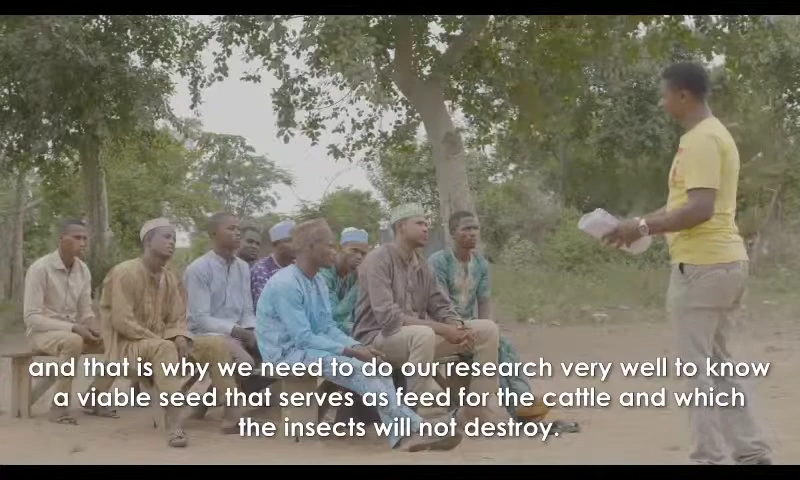 and that is why we need to do our research very well to know
a viable seed that serves as feed for the cattle and which
the insects will not destroy.